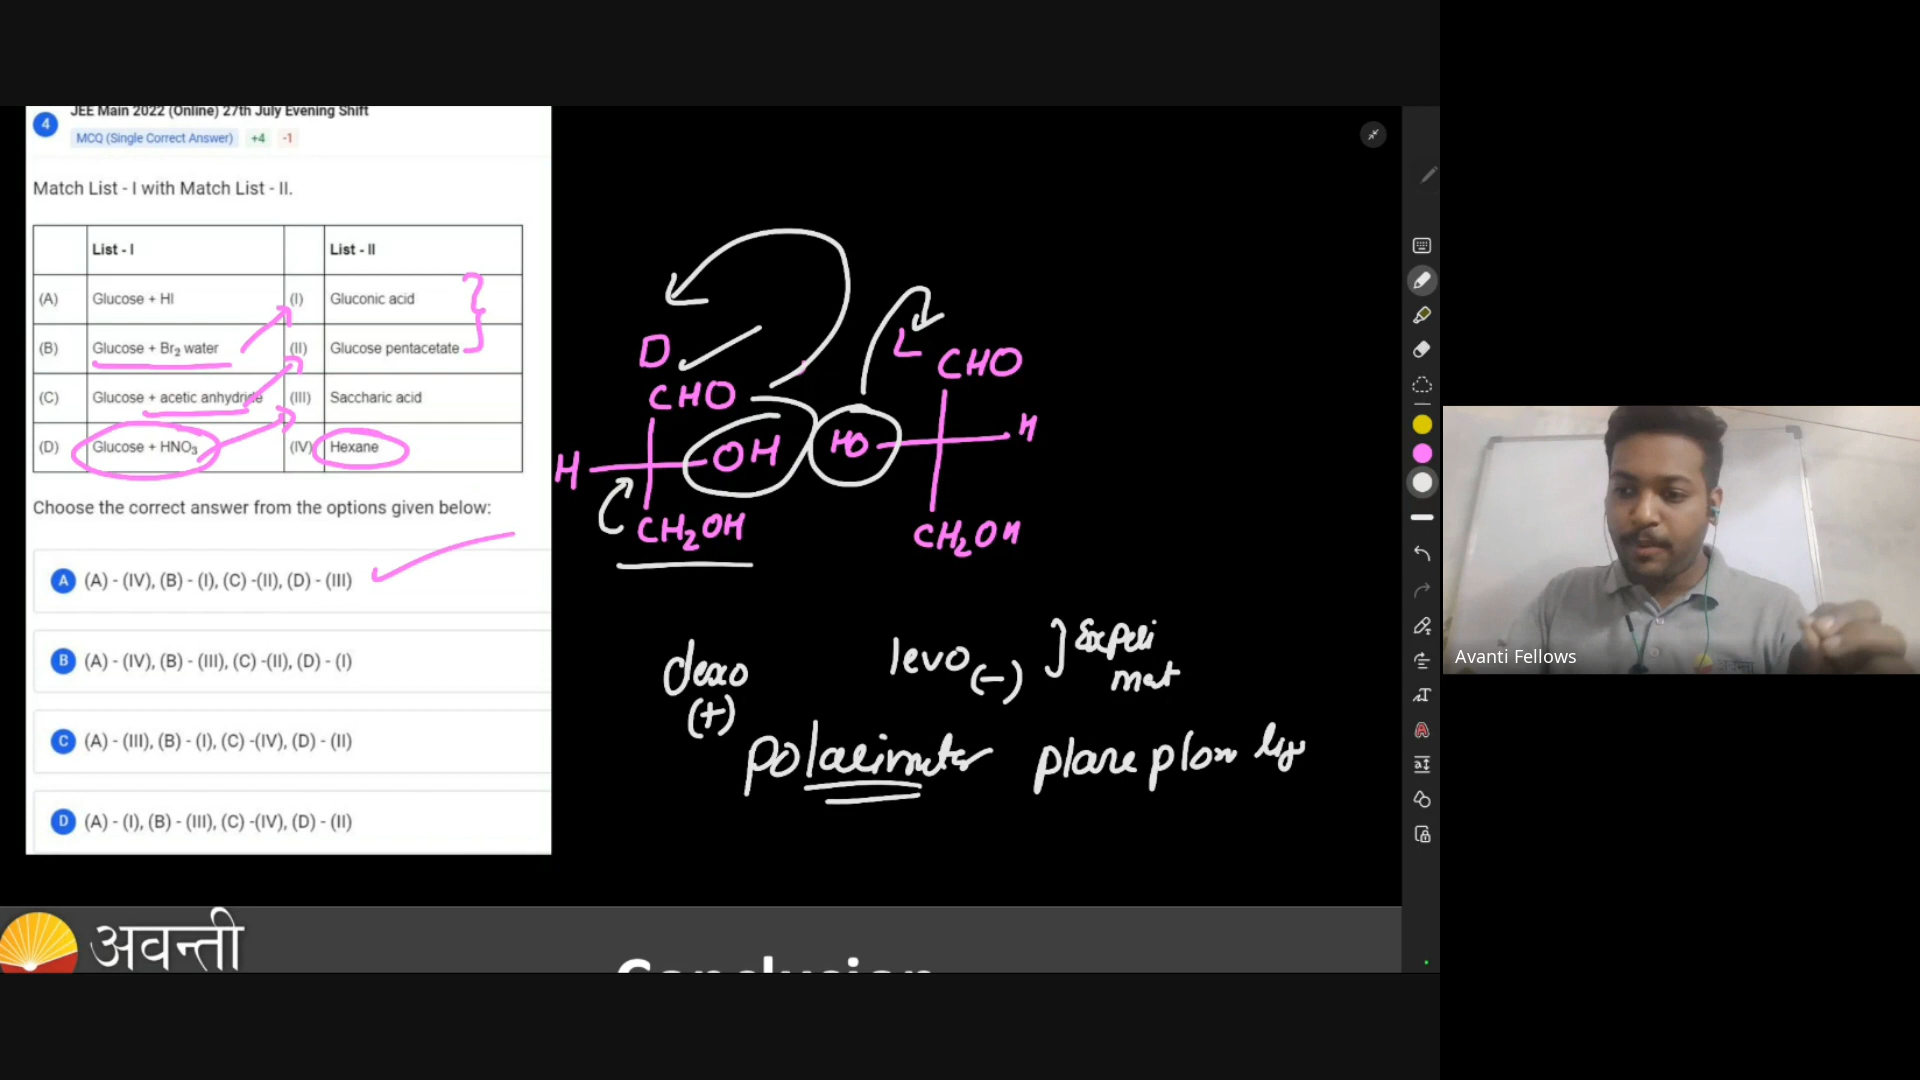 4
JEE Main 2022 (Online) 27th July Evening Shift
MCQ (Single Correct Answer) +4 -1
Match List - I with Match List - II.
List - I List - II
(A) Glucose + HI (I) Gluconic acid
(B) Glucose + Br₂ water (II) Glucose pentacetate
(C) Glucose + acetic anhydride (III) Saccharic acid
(D) Glucose + HNO₃ (IV) Hexane
Choose the correct answer from the options given below:
A (A) - (IV), (B) - (I), (C) -(II), (D) - (III)
B (A) - (IV), (B) - (III), (C) -(II), (D) - (I)
C (A) - (III), (B) - (I), (C) -(IV), (D) - (II)
D (A) - (I), (B) - (III), (C) -(IV), (D) - (II)
D L
CHO CHO
H OH HO H
CH₂OH CH₂OH
levo (-)
(+)
plane
अवन्ती
Conclusion
Avanti Fellows